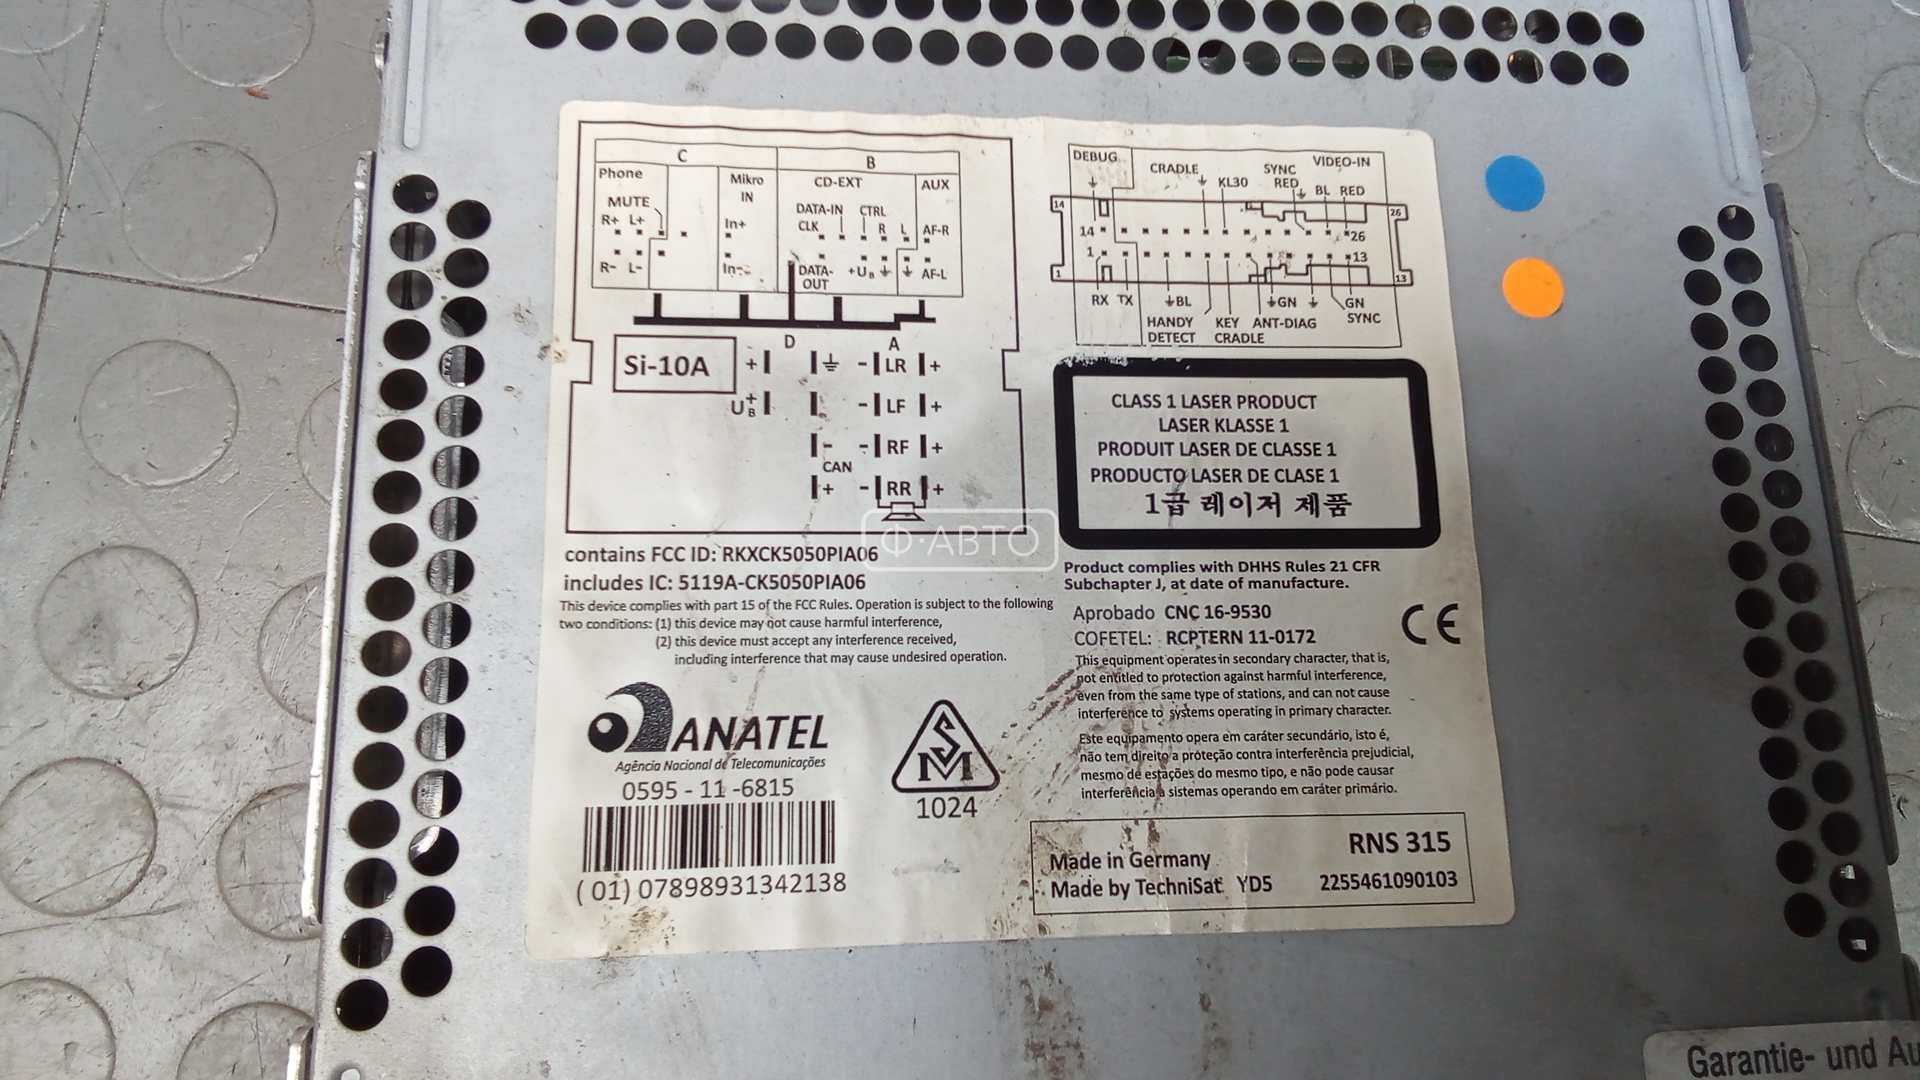 C
B
Phone
Mikro
IN
CD-EXT
AUX
MUTE
R+ L+
In+
DATA-IN
CTRL
CLK
R L
AF-R
R- L-
In-
DATA-
OUT
+UB
AF-L
D
A
Si-10A
+
- LR +
U+B
- LF +
-
- RF +
CAN
+
- RR +
DEBUG
CRADLE
KL30
SYNC
RED
VIDEO-IN
BL RED
14
26
14
26
1
13
1
13
RX TX
BL
GN
GN
HANDY
DETECT
KEY
CRADLE
ANT-DIAG
SYNC
CLASS 1 LASER PRODUCT
LASER KLASSE 1
PRODUIT LASER DE CLASSE 1
PRODUCTO LASER DE CLASE 1
1급 레이저 제품
Ф·АВТО
contains FCC ID: RKXCK5050PIA06
includes IC: 5119A-CK5050PIA06
This device complies with part 15 of the FCC Rules. Operation is subject to the following
two conditions: (1) this device may not cause harmful interference,
(2) this device must accept any interference received,
including interference that may cause undesired operation.
Product complies with DHHS Rules 21 CFR
Subchapter J, at date of manufacture.
Aprobado CNC 16-9530
COFETEL: RCPTERN 11-0172
CE
This equipment operates in secondary character, that is,
not entitled to protection against harmful interference,
even from the same type of stations, and can not cause
interference to systems operating in primary character.
Este equipamento opera em caráter secundário, isto é,
não tem direito a proteção contra interferência prejudicial,
mesmo de estações do mesmo tipo, e não pode causar
interferência a sistemas operando em caráter primário.
ANATEL
Agência Nacional de Telecomunicações
0595 - 11 -6815
(01) 07898931342138
S
M
1024
RNS 315
Made in Germany
Made by TechniSat YD5 2255461090103
Garantie- und Au